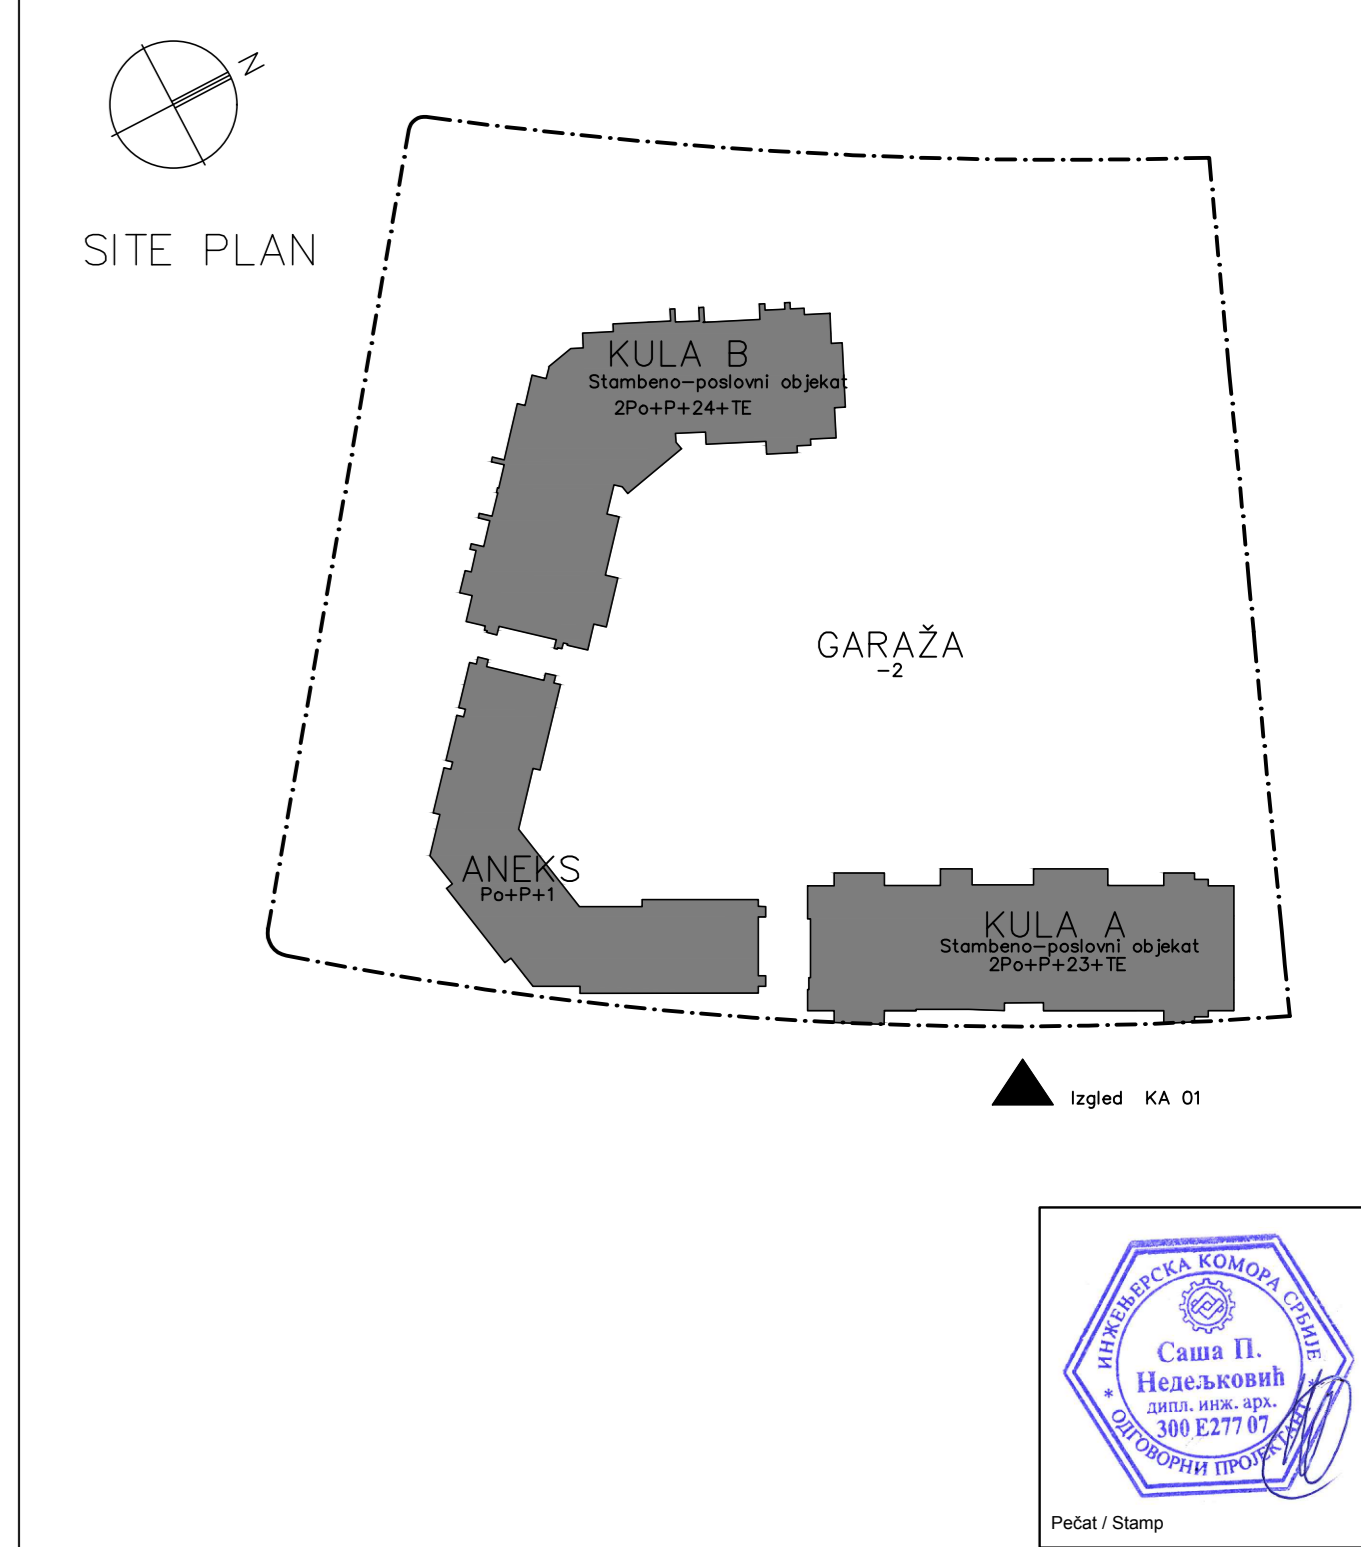 N
SITE PLAN
KULA B
Stambeno-poslovni objekat
2Po+P+24+TE
GARAŽA
-2
ANEKS
Po+P+1
KULA A
Stambeno-poslovni objekat
2Po+P+23+TE
Izgled KA 01
ИНЖЕЊЕРСКА КОМОРА СРБИЈЕ
Саша П.
Недељковић
дипл. инж. арх.
300 Е277 07
* ОДГОВОРНИ ПРОЈЕКТАНТ *
Pečat / Stamp